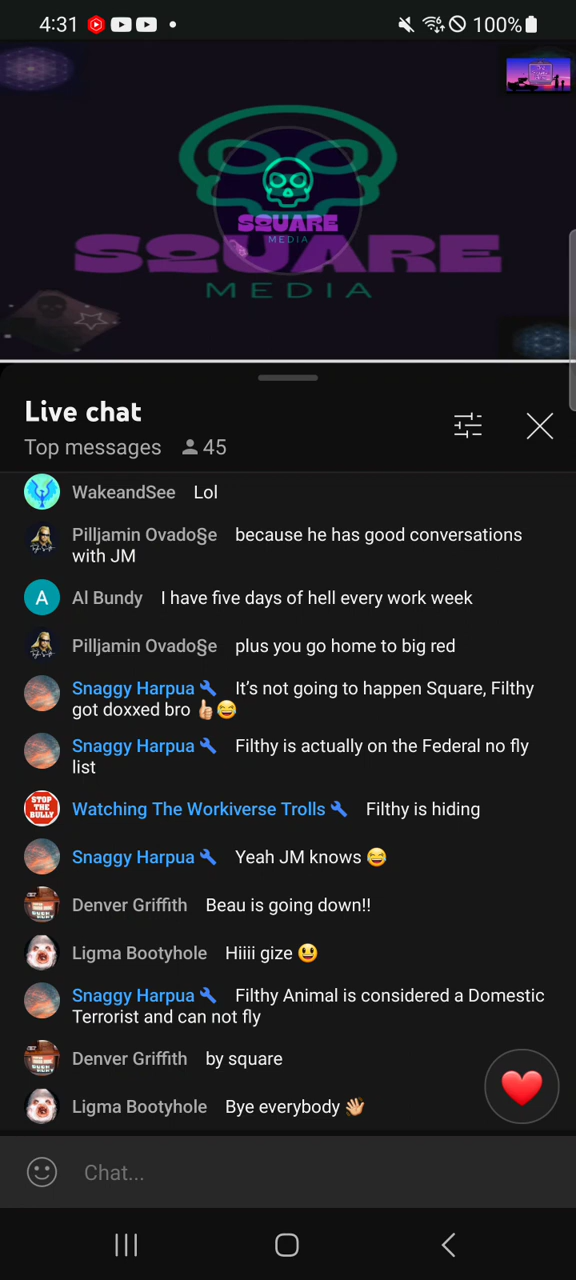 4:31
100%
SQUARE
MEDIA
SQUARE
MEDIA
Live chat
Top messages 45
WakeandSee Lol
Pilljamin Ovado§e because he has good conversations
with JM
A Al Bundy I have five days of hell every work week
Pilljamin Ovado§e plus you go home to big red
Snaggy Harpua It’s not going to happen Square, Filthy
got doxxed bro 👍🏻😂
Snaggy Harpua Filthy is actually on the Federal no fly
list
STOP
THE
BULLY
Watching The Workiverse Trolls Filthy is hiding
Snaggy Harpua Yeah JM knows 😂
Denver Griffith Beau is going down!!
Ligma Bootyhole Hiiii gize 😃
Snaggy Harpua Filthy Animal is considered a Domestic
Terrorist and can not fly
Denver Griffith by square
Ligma Bootyhole Bye everybody 👋🏼
Chat...